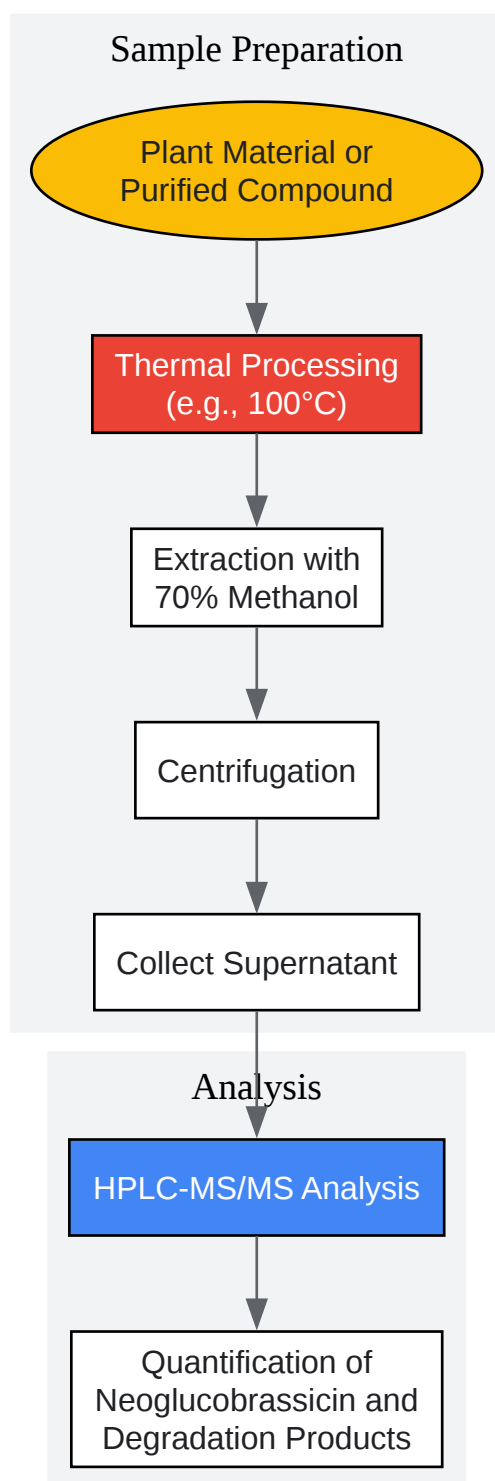 Sample Preparation
Plant Material or
Purified Compound
Thermal Processing
(e.g., 100°C)
Extraction with
70% Methanol
Centrifugation
Collect Supernatant
Analysis
HPLC-MS/MS Analysis
Quantification of
Neoglucobrassicin and
Degradation Products